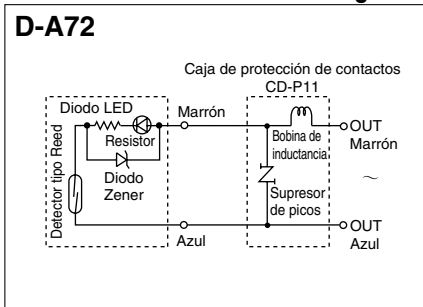 D-A72
Caja de protección de contactos
CD-P11
Diodo LED
Marrón
OUT
Resistor
Bobina de
Marrón
inductancia
Detector tipo Reed
Diodo
Zener
~
Supresor
de picos
OUT
Azul
Azul